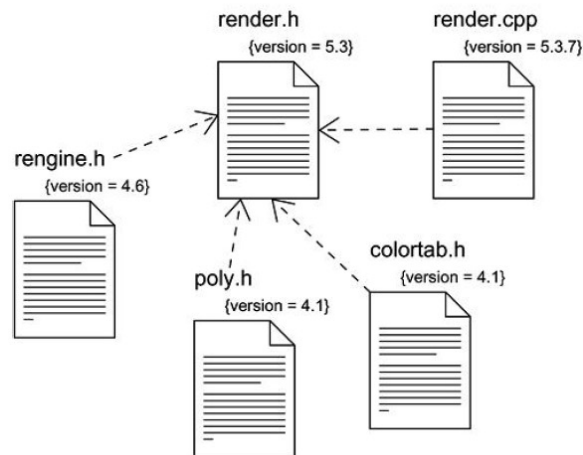 render.h
{version = 5.3}
render.cpp
{version = 5.3.7}
rengine.h
{version = 4.6}
colortab.h
{version = 4.1}
poly.h
{version = 4.1}